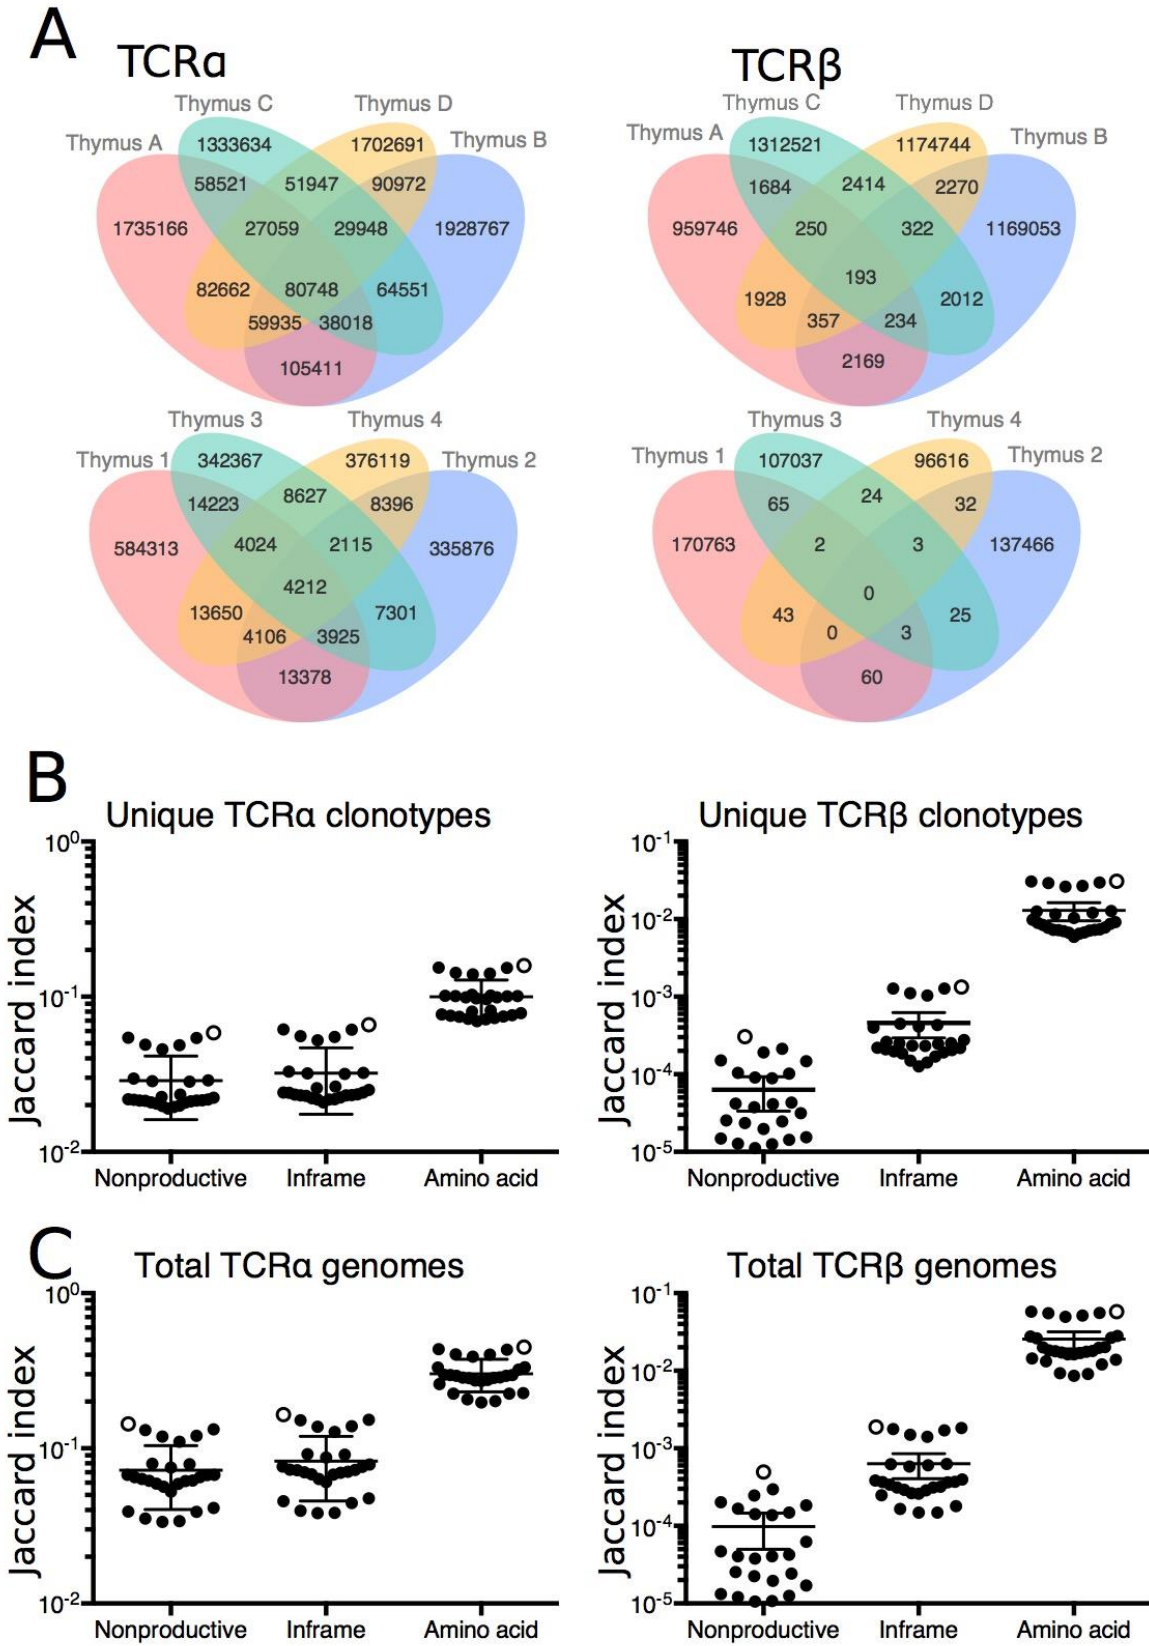 A
TCRα TCRβ
Thymus C Thymus D Thymus C Thymus D
Thymus A Thymus B Thymus A Thymus B
1333634 1702691 1312521 1174744
58521 51947 90972 1684 2414 2270
1735166 27059 29948 1928767 959746 250 322 1169053
82662 80748 64551 1928 193 2012
59935 38018 357 234
105411 2169
Thymus 3 Thymus 4 Thymus 3 Thymus 4
Thymus 1 Thymus 2 Thymus 1 Thymus 2
342367 376119 107037 96616
14223 8627 8396 65 24 32
584313 4024 2115 335876 170763 2 3 137466
4212 0
13650 7301 43 25
4106 3925 0 3
13378 60
B
Unique TCRα clonotypes
Jaccard index
10⁰
10⁻¹
10⁻²
Nonproductive Inframe Amino acid
Unique TCRβ clonotypes
Jaccard index
10⁻¹
10⁻²
10⁻³
10⁻⁴
10⁻⁵
Nonproductive Inframe Amino acid
C
Total TCRα genomes
Jaccard index
10⁰
10⁻¹
10⁻²
Nonproductive Inframe Amino acid
Total TCRβ genomes
Jaccard index
10⁻¹
10⁻²
10⁻³
10⁻⁴
10⁻⁵
Nonproductive Inframe Amino acid